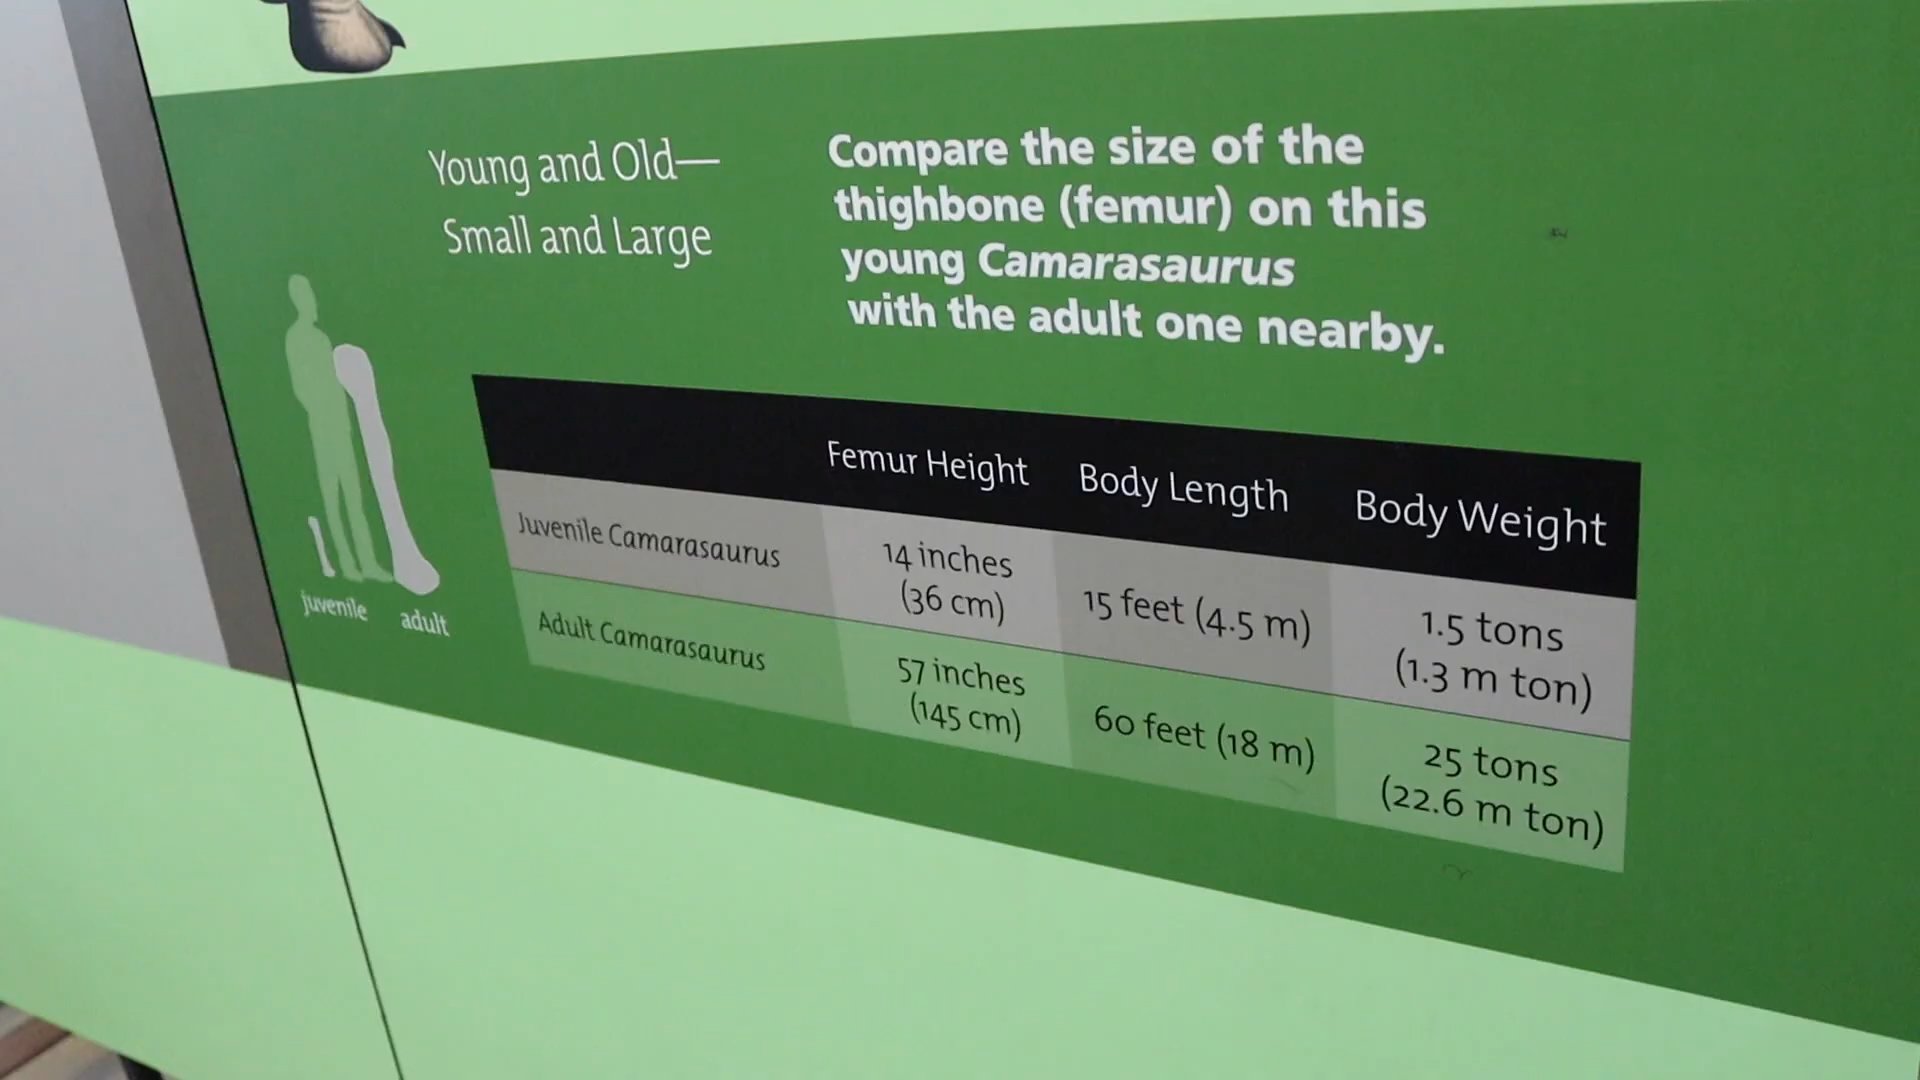 Young and Old—
Small and Large
Compare the size of the
thighbone (femur) on this
young Camarasaurus
with the adult one nearby.
juvenile adult
Femur Height Body Length Body Weight
Juvenile Camarasaurus 14 inches (36 cm) 15 feet (4.5 m) 1.5 tons (1.3 m ton)
Adult Camarasaurus 57 inches (145 cm) 60 feet (18 m) 25 tons (22.6 m ton)